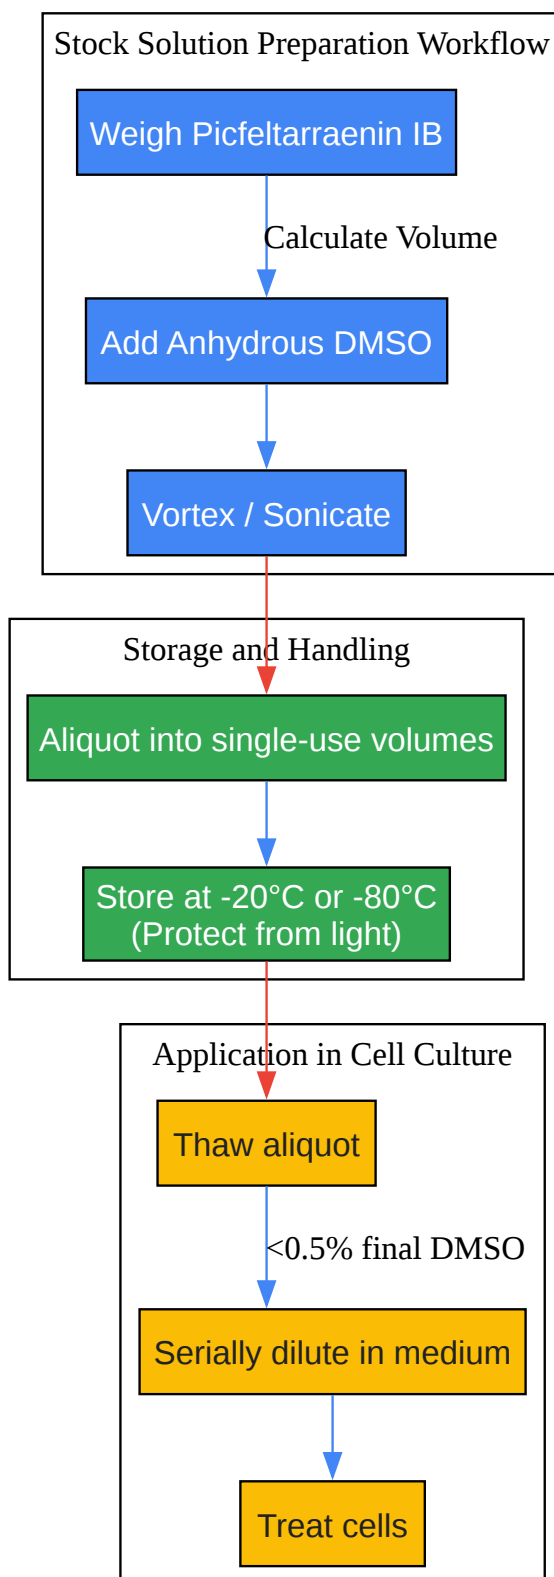 Stock Solution Preparation Workflow
Weigh Picfeltarraenin IB
Calculate Volume
Add Anhydrous DMSO
Vortex / Sonicate
Storage and Handling
Aliquot into single-use volumes
Store at -20°C or -80°C
(Protect from light)
Application in Cell Culture
Thaw aliquot
<0.5% final DMSO
Serially dilute in medium
Treat cells